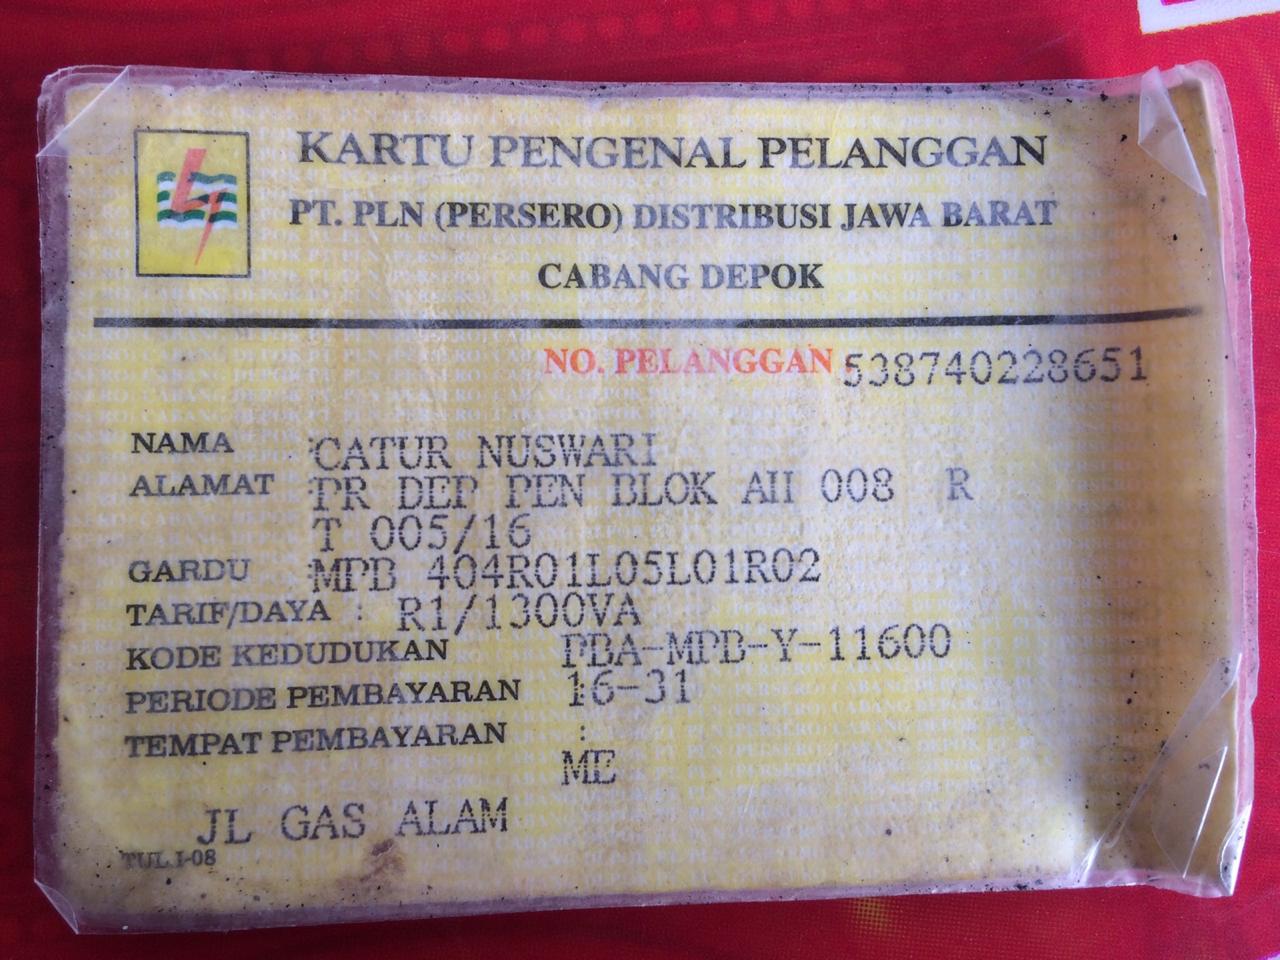 KARTU PENGENAL PELANGGAN
PT. PLN (PERSERO) DISTRIBUSI JAWA BARAT
CABANG DEPOK
NO. PELANGGAN 538740228651
NAMA :CATUR NUSWARI
ALAMAT :PR DEP PEN BLOK AII 008 R
T 005/16
GARDU :MPB 404R01L05L01R02
TARIF/DAYA : R1/1300VA
KODE KEDUDUKAN PBA-MPB-Y-11600
PERIODE PEMBAYARAN :16-31
TEMPAT PEMBAYARAN :
ME
JL GAS ALAM
TUL I-08